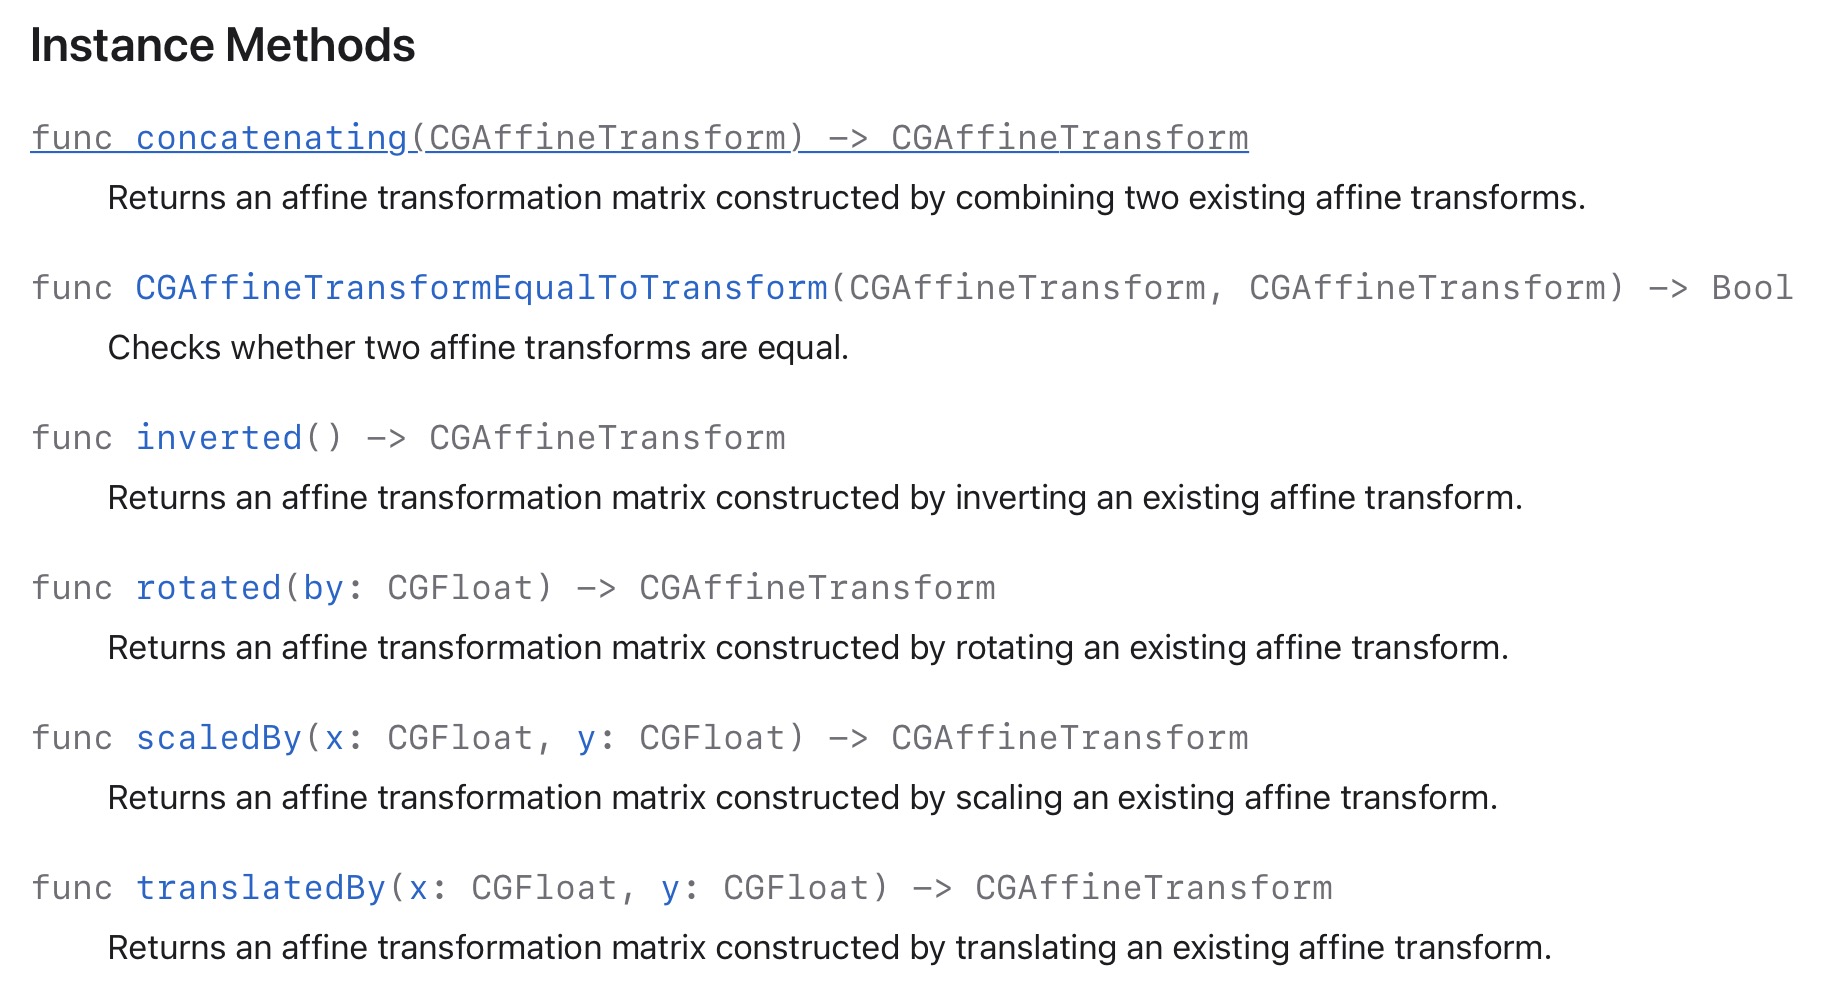 Instance Methods
func concatenating(CGAffineTransform) -> CGAffineTransform
Returns an affine transformation matrix constructed by combining two existing affine transforms.
func CGAffineTransformEqualToTransform(CGAffineTransform, CGAffineTransform) -> Bool
Checks whether two affine transforms are equal.
func inverted() -> CGAffineTransform
Returns an affine transformation matrix constructed by inverting an existing affine transform.
func rotated(by: CGFloat) -> CGAffineTransform
Returns an affine transformation matrix constructed by rotating an existing affine transform.
func scaledBy(x: CGFloat, y: CGFloat) -> CGAffineTransform
Returns an affine transformation matrix constructed by scaling an existing affine transform.
func translatedBy(x: CGFloat, y: CGFloat) -> CGAffineTransform
Returns an affine transformation matrix constructed by translating an existing affine transform.